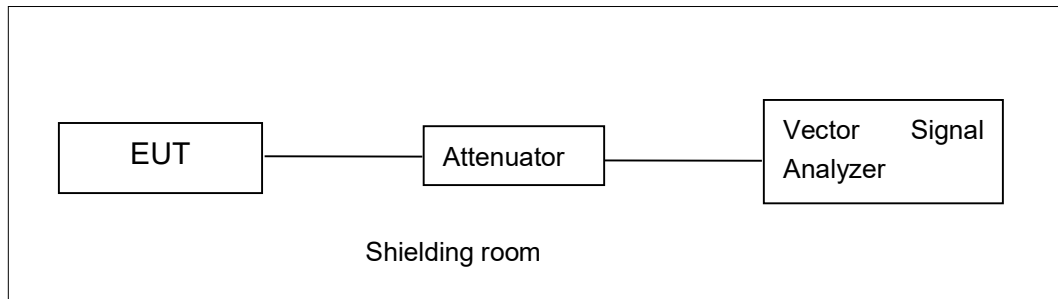 EUT
Attenuator
Vector Signal
Analyzer
Shielding room